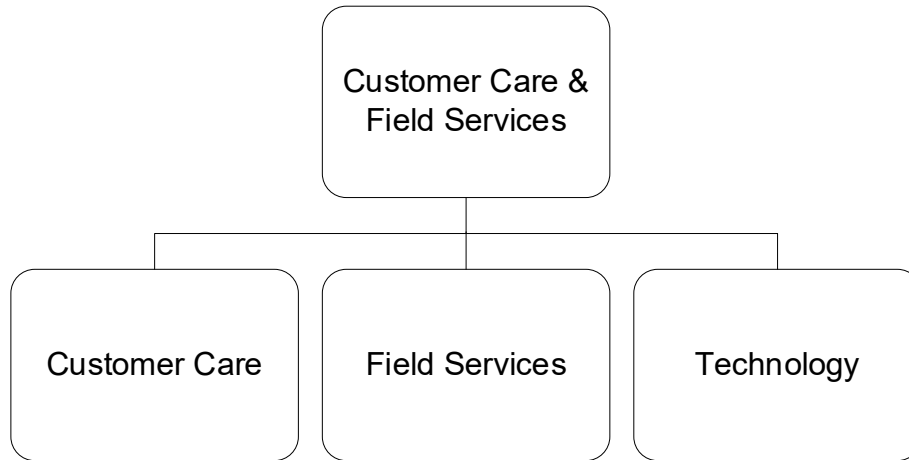 Customer Care &
Field Services
Customer Care
Field Services
Technology